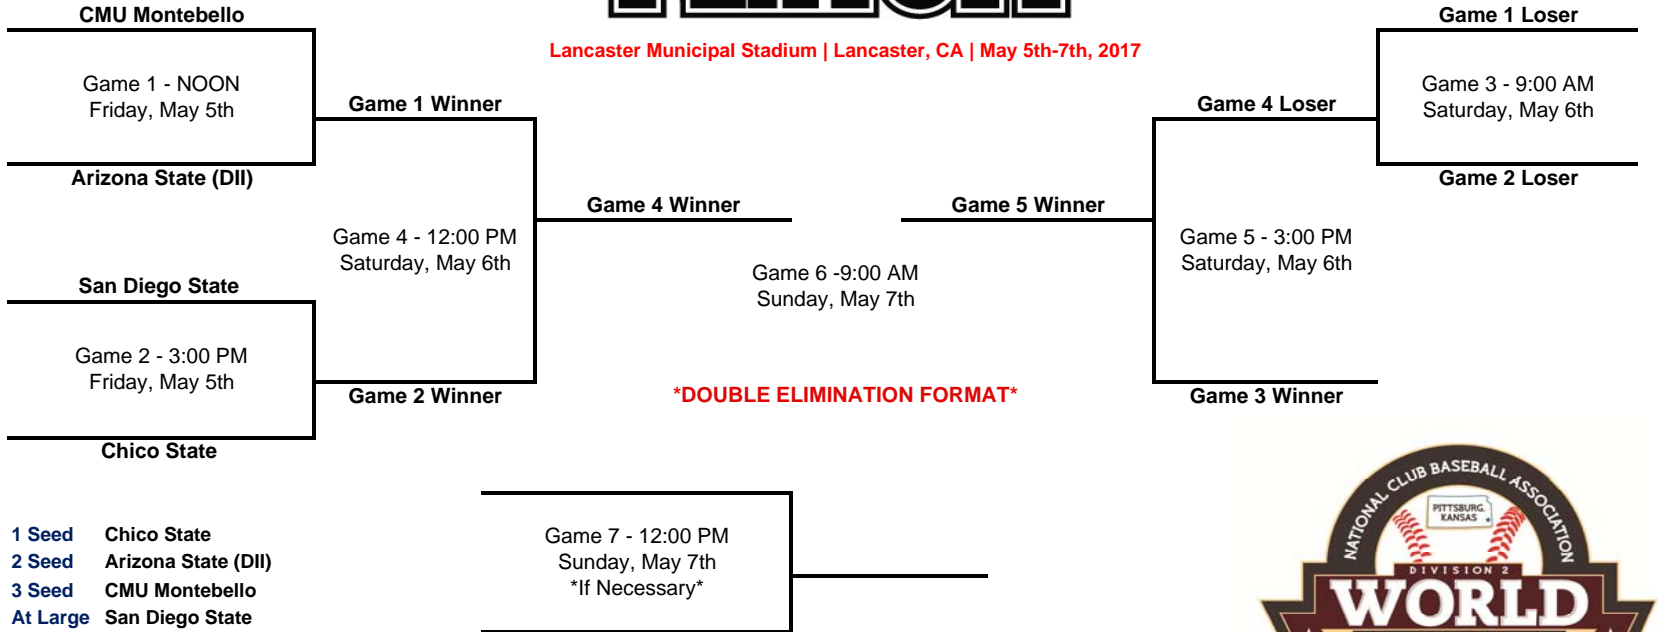 CMU Montebello
Game 1 - NOON
Friday, May 5th
Arizona State (DII)
Game 1 Winner
San Diego State
Game 2 - 3:00 PM
Friday, May 5th
Chico State
Game 2 Winner
Game 4 - 12:00 PM
Saturday, May 6th
Lancaster Municipal Stadium | Lancaster, CA | May 5th-7th, 2017
Game 4 Winner
Game 5 Winner
Game 6 -9:00 AM
Sunday, May 7th
*DOUBLE ELIMINATION FORMAT*
Game 4 Loser
Game 5 - 3:00 PM
Saturday, May 6th
Game 3 Winner
Game 1 Loser
Game 3 - 9:00 AM
Saturday, May 6th
Game 2 Loser
1 Seed Chico State
2 Seed Arizona State (DII)
3 Seed CMU Montebello
At Large San Diego State
Game 7 - 12:00 PM
Sunday, May 7th
*If Necessary*
NATIONAL CLUB BASEBALL ASSOCIATION
PITTSBURG,
KANSAS
DIVISION 2
WORLD